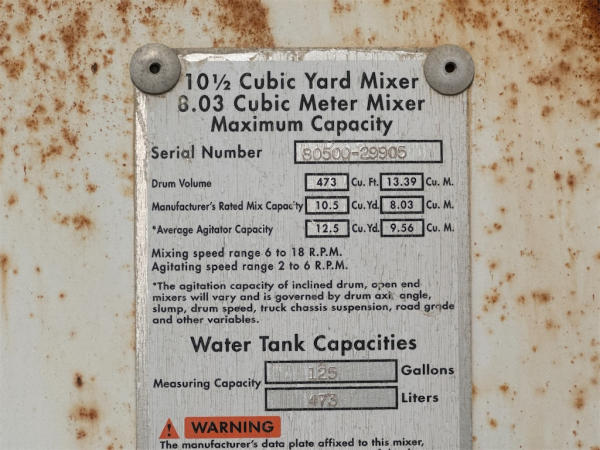 10½ Cubic Yard Mixer
8.03 Cubic Meter Mixer
Maximum Capacity
Serial Number 80500-29905
Drum Volume 473 Cu. Ft. 13.39 Cu. M.
Manufacturer's Rated Mix Capac'ty 10.5 Cu. Yd. 8.03 Cu. M.
*Average Agitator Capacity 12.5 Cu. Yd. 9.56 Cu. M.
Mixing speed range 6 to 18 R.P.M.
Agitating speed range 2 to 6 R.P.M.
*The agitation capacity of inclined drum, open end
mixers will vary and is governed by drum axis angle,
slump, drum speed, truck chassis suspension, road grade
and other variables.
Water Tank Capacities
Measuring Capacity 125 Gallons
473 Liters
WARNING
The manufacturer's data plate affixed to this mixer,